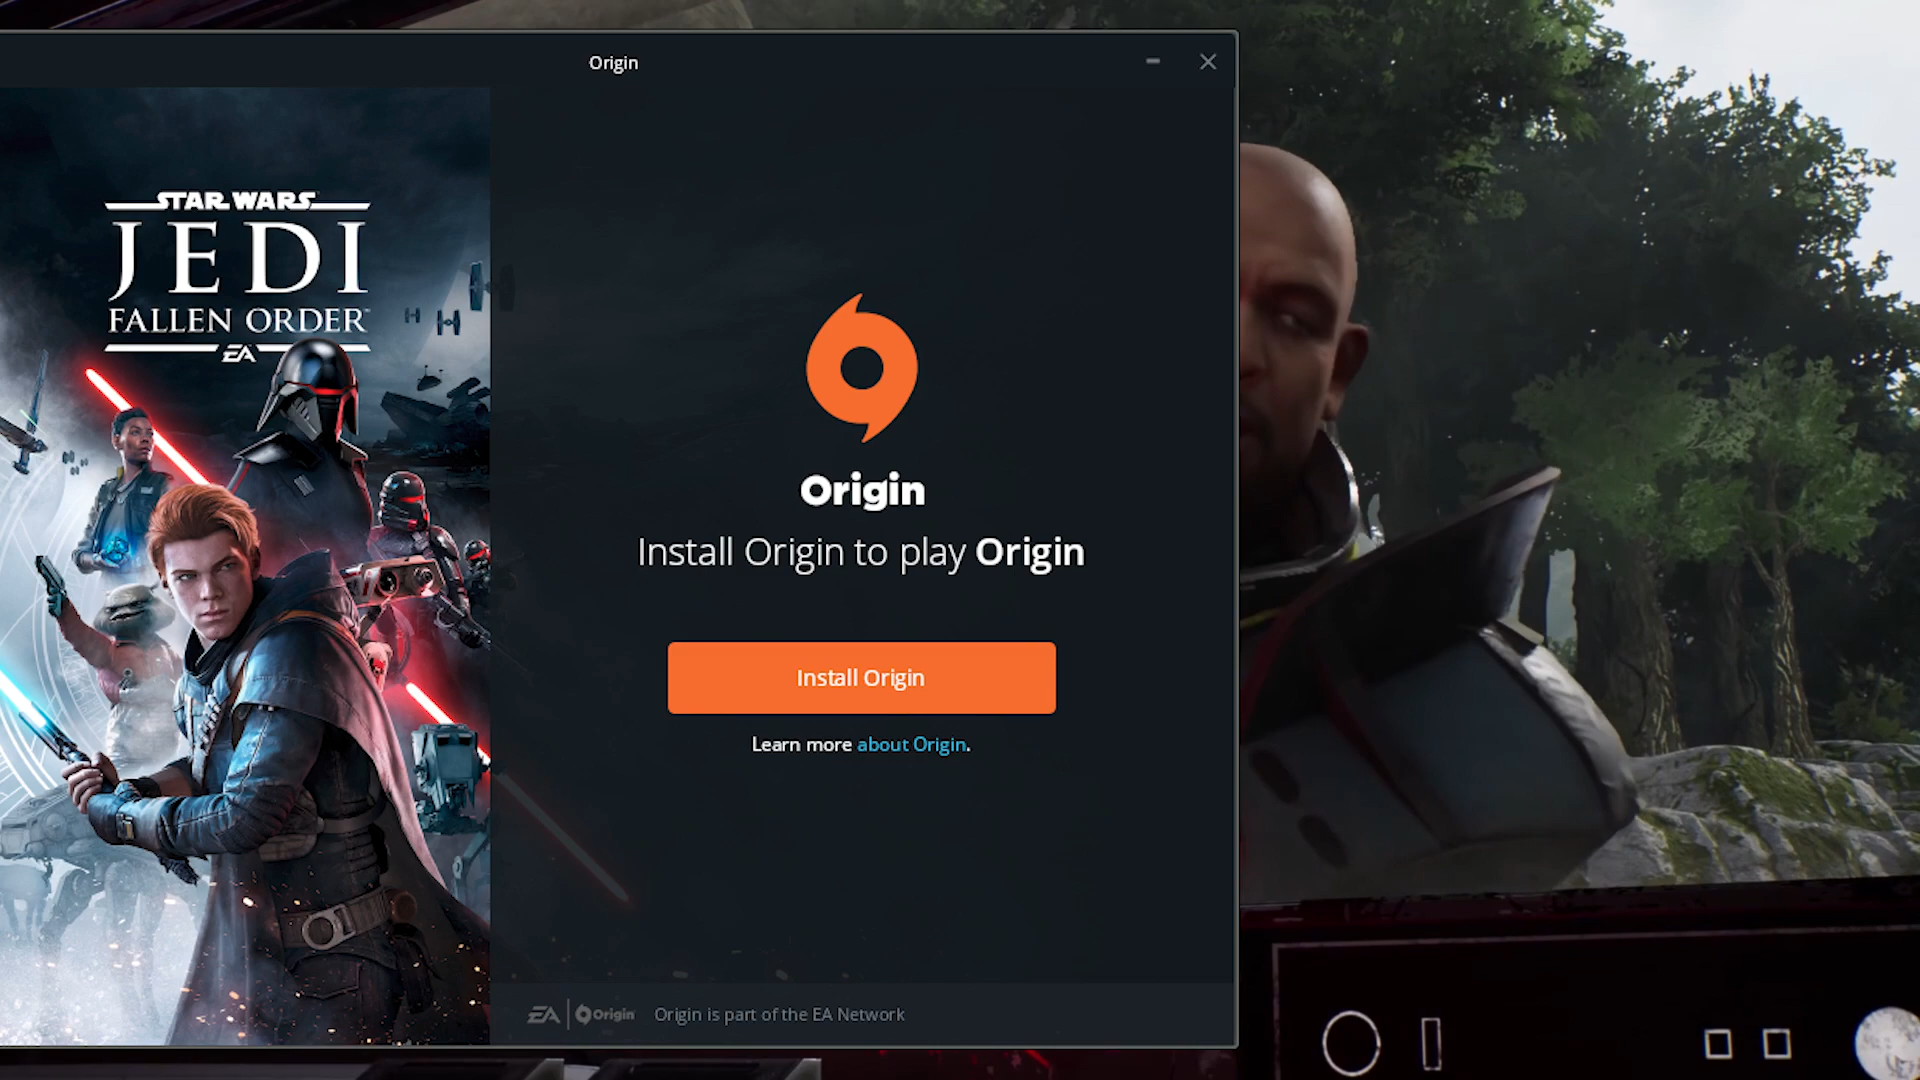 Origin
STAR WARS
JEDI
FALLEN ORDER™
EA
Origin
Install Origin to play Origin
Install Origin
Learn more about Origin.
EA Origin Origin is part of the EA Network